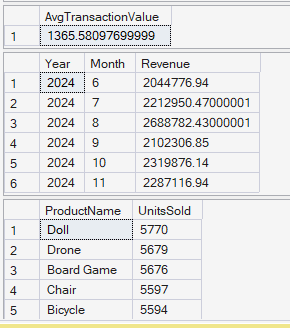 AvgTransactionValue
1 1365.58097699999
Year Month Revenue
1 2024 6 2044776.94
2 2024 7 2212950.47000001
3 2024 8 2688782.43000001
4 2024 9 2102306.85
5 2024 10 2319876.14
6 2024 11 2287116.94
ProductName UnitsSold
1 Doll 5770
2 Drone 5679
3 Board Game 5676
4 Chair 5597
5 Bicycle 5594